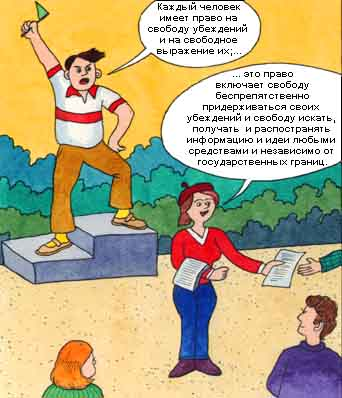 Каждый человек
имеет право на
свободу убеждений
и на свободное
выражение их;...
... это право
включает свободу
беспрепятственно
придерживаться своих
убеждений и свободу искать,
получать и распостранять
информацию и идеи любыми
средствами и независимо от
государственных границ.